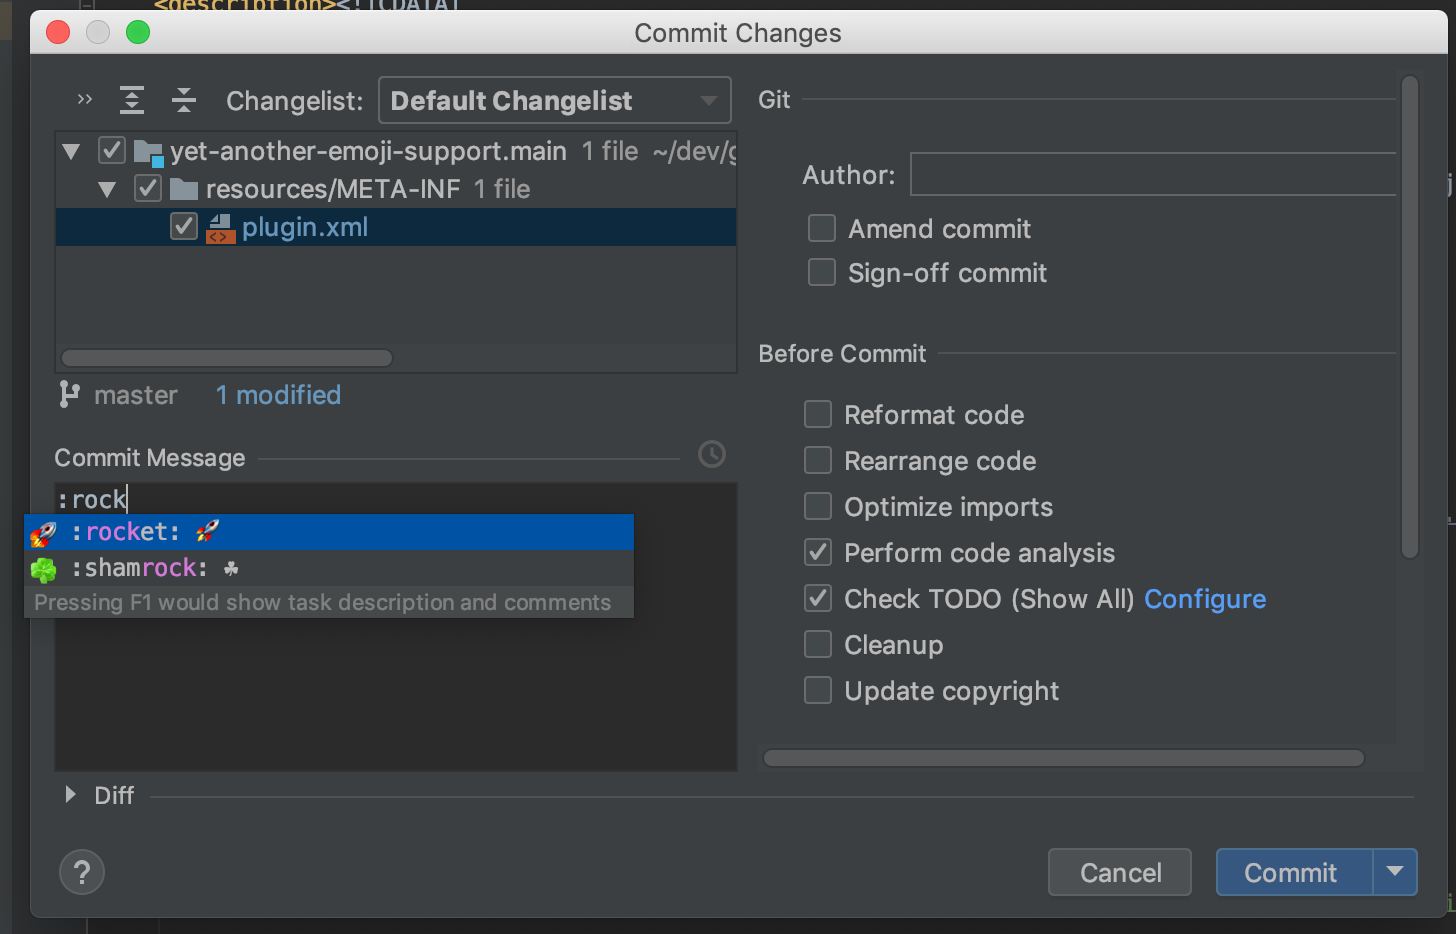 <description><![CDATA[
Commit Changes
Changelist: Default Changelist
yet-another-emoji-support.main 1 file ~/dev/g
resources/META-INF 1 file
plugin.xml
master 1 modified
Commit Message
:rock
🚀 :rocket: 🚀
☘️ :shamrock: ☘
Pressing F1 would show task description and comments
Diff
Git
Author:
Amend commit
Sign-off commit
Before Commit
Reformat code
Rearrange code
Optimize imports
Perform code analysis
Check TODO (Show All) Configure
Cleanup
Update copyright
?
Cancel
Commit